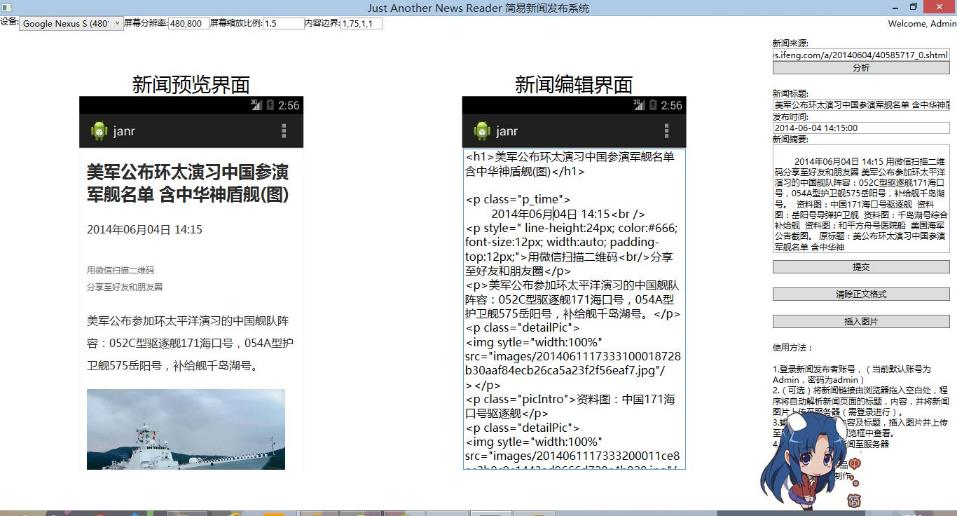 Just Another News Reader 简易新闻发布系统
设备: Google Nexus S (480* 屏幕分辨率: 480,800 屏幕缩放比例: 1.5 内容边界: 1,75,1,1
Welcome, Admin
新闻预览界面
2:56
janr
美军公布环太演习中国参演
军舰名单 含中华神盾舰(图)
2014年06月04日 14:15
用微信扫描二维码
分享至好友和朋友圈
美军公布参加环太平洋演习的中国舰队阵
容：052C型驱逐舰171海口号，054A型护
卫舰575岳阳号，补给舰千岛湖号。
新闻编辑界面
2:56
janr
<h1>美军公布环太演习中国参演军舰名单
含中华神盾舰(图)</h1>
<p class="p_time">
2014年06月04日 14:15<br />
<p style=" line-height:24px; color:#666;
font-size:12px; width:auto; padding-
top:12px;">用微信扫描二维码<br/>分享
至好友和朋友圈</p>
<p>美军公布参加环太平洋演习的中国舰队
阵容：052C型驱逐舰171海口号，054A型
护卫舰575岳阳号，补给舰千岛湖号。</p>
<p class="detailPic">
<img sytle="width:100%"
src="images/2014061117333100018728
b30aaf84ecb26ca5a23f2f56eaf7.jpg"/
></p>
<p class="picIntro">资料图：中国171海
口号驱逐舰</p>
<p class="detailPic">
<img sytle="width:100%"
新闻来源:
s.ifeng.com/a/20140604/40585717_0.shtml
分析
新闻标题:
美军公布环太演习中国参演军舰名单 含中华神盾
发布时间:
2014-06-04 14:15:00
新闻摘要:
2014年06月04日 14:15 用微信扫描二维
码分享至好友和朋友圈 美军公布参加环太平
洋演习的中国舰队阵容：052C型驱逐舰171海口
号，054A型护卫舰575岳阳号，补给舰千岛湖
号。 资料图：中国171海口号驱逐舰 资料
图：岳阳号导弹护卫舰 资料图：千岛湖号综合
补给舰 资料图：和平方舟号医院船 美国海军
公告截图。 原标题：美公布环太演习中国参演
军舰名单 含中华神
提交
清除正文格式
插入图片
使用方法：
1.登录新闻发布者账号，（当前默认账号为
Admin，密码为admin）
2.（可选）将新闻链接由浏览器拖入空白处，程
序将自动解析新闻页面的标题，内容，并将新闻
图片上传至服务器（需登录进行）。
容及标题，插入图片并上传
览框中查看。
闻至服务器
制作
中
简